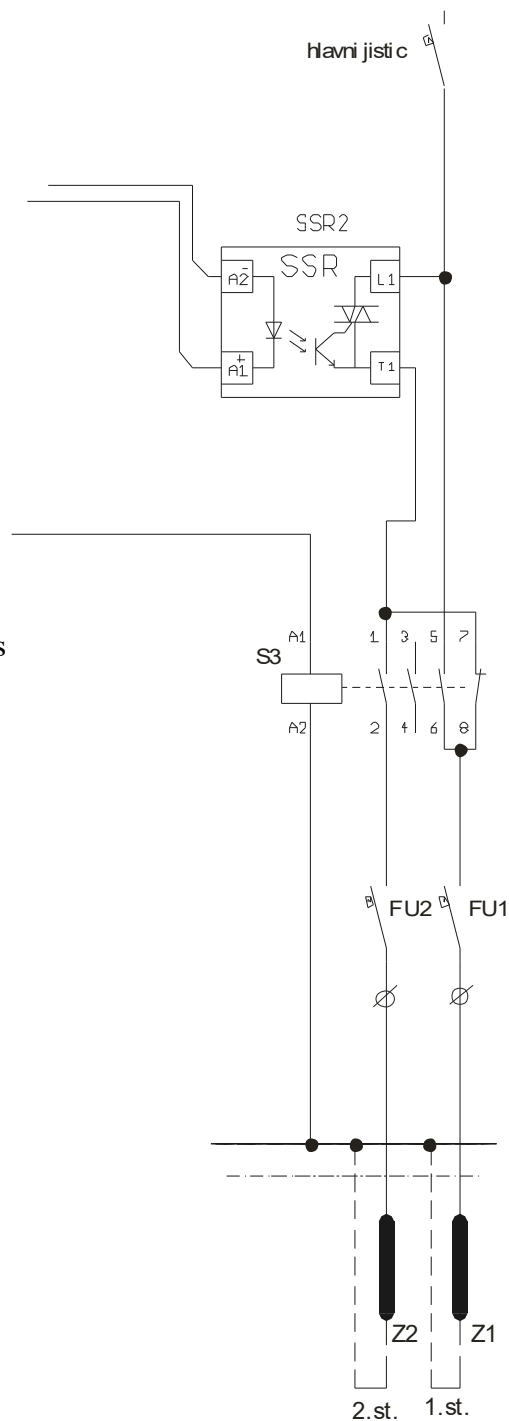 hlavni jistic
SSR2
SSR
A2 -
L1
A1 +
T1
s
A1
1 3 5 7
S3
A2
2 4 6 8
FU2 FU1
Z2 Z1
2.st. 1.st.